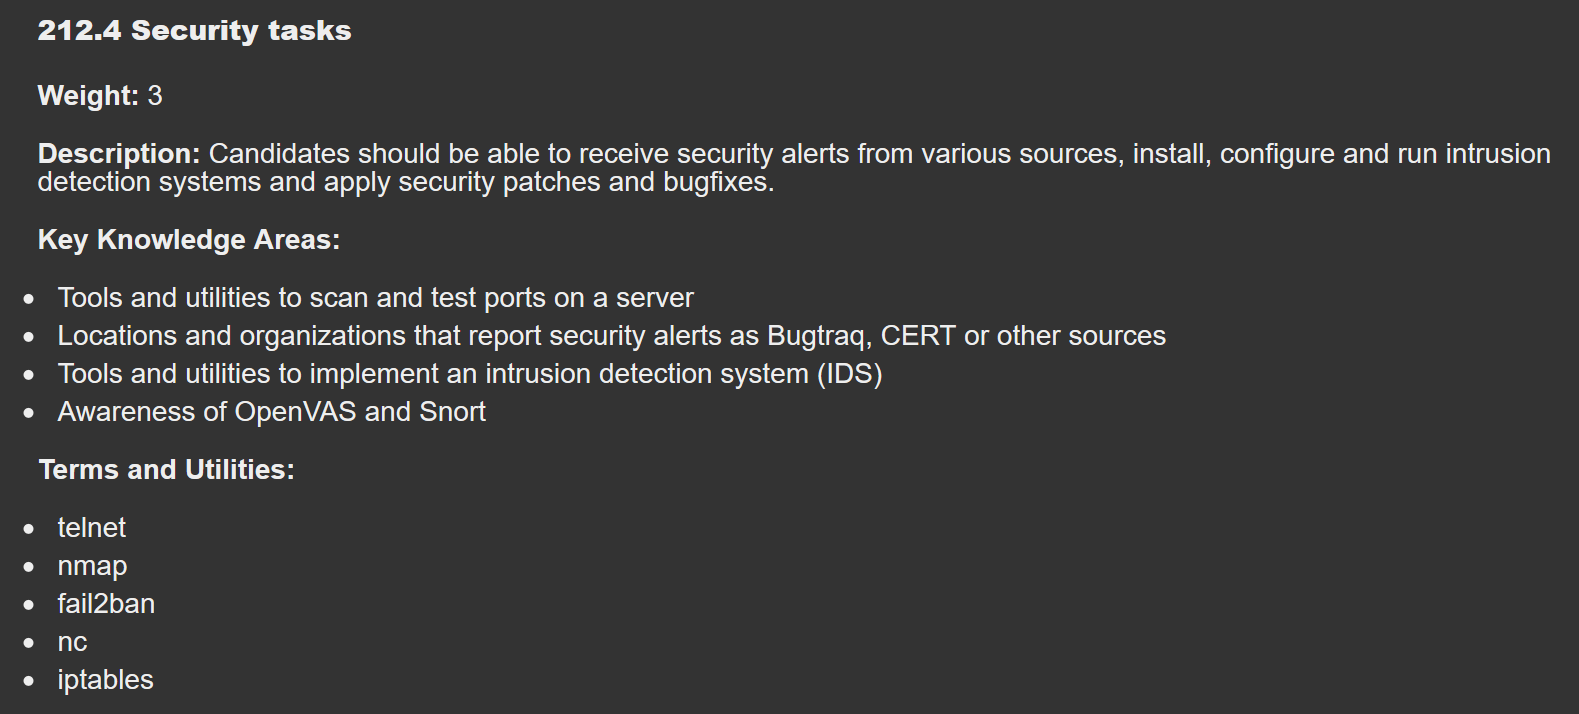 212.4 Security tasks
Weight: 3
Description: Candidates should be able to receive security alerts from various sources, install, configure and run intrusion
detection systems and apply security patches and bugfixes.
Key Knowledge Areas:
• Tools and utilities to scan and test ports on a server
• Locations and organizations that report security alerts as Bugtraq, CERT or other sources
• Tools and utilities to implement an intrusion detection system (IDS)
• Awareness of OpenVAS and Snort
Terms and Utilities:
• telnet
• nmap
• fail2ban
• nc
• iptables